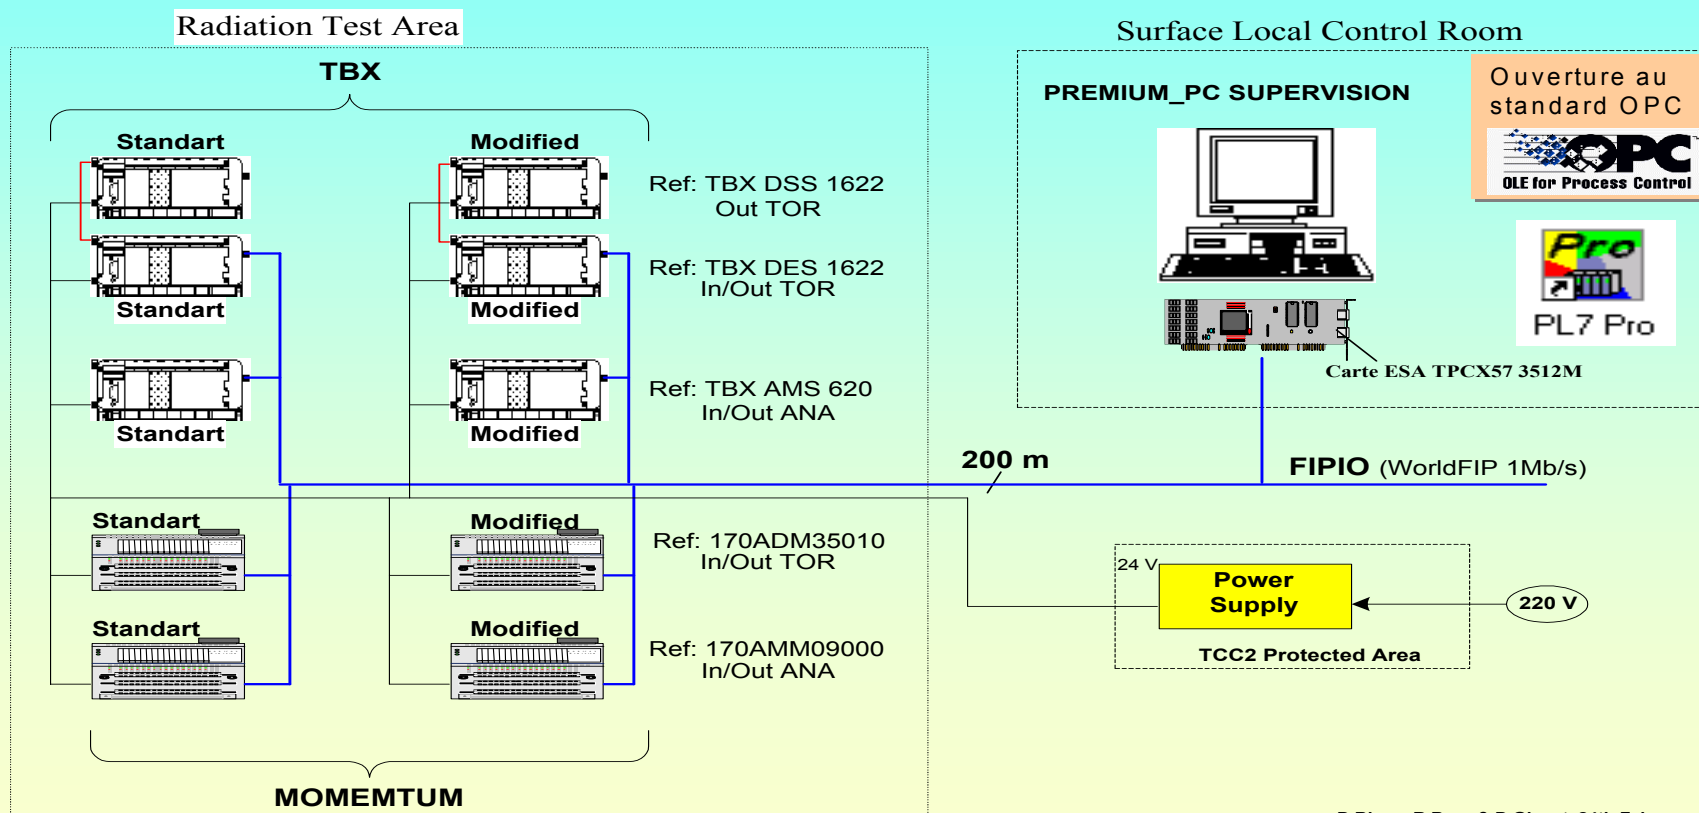 Radiation Test Area
Surface Local Control Room
TBX
PREMIUM_PC SUPERVISION
Ouverture au
standard OPC
OPC
OLE for Process Control
Standart
Modified
Ref: TBX DSS 1622
Out TOR
Ref: TBX DES 1622
In/Out TOR
Standart
Modified
Pro
PL7 Pro
Carte ESA TPCX57 3512M
Ref: TBX AMS 620
In/Out ANA
Standart
Modified
200 m
FIPIO (WorldFIP 1Mb/s)
Standart
Modified
Ref: 170ADM35010
In/Out TOR
24 V
Power
Supply
220 V
TCC2 Protected Area
Standart
Modified
Ref: 170AMM09000
In/Out ANA
MOMEMTUM